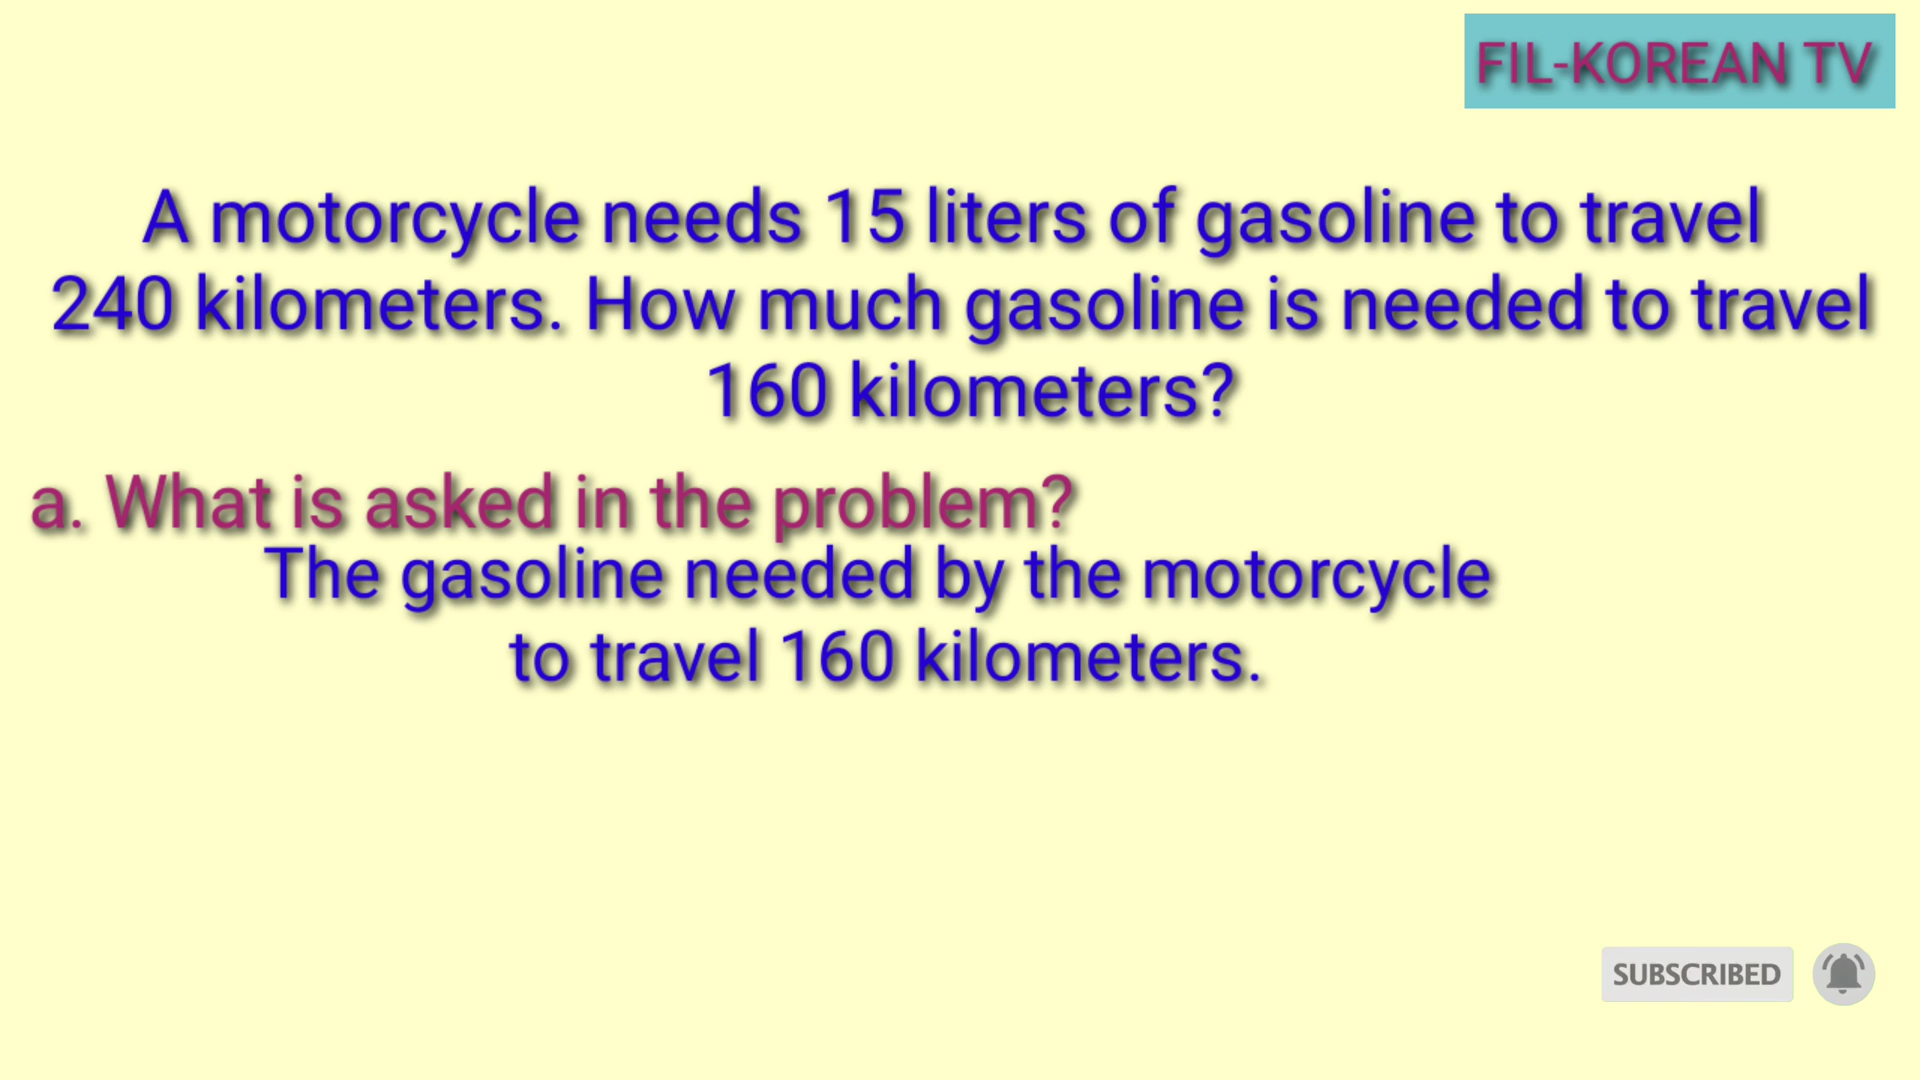 FIL-KOREAN TV
A motorcycle needs 15 liters of gasoline to travel
240 kilometers. How much gasoline is needed to travel
160 kilometers?
a. What is asked in the problem?
The gasoline needed by the motorcycle
to travel 160 kilometers.
SUBSCRIBED